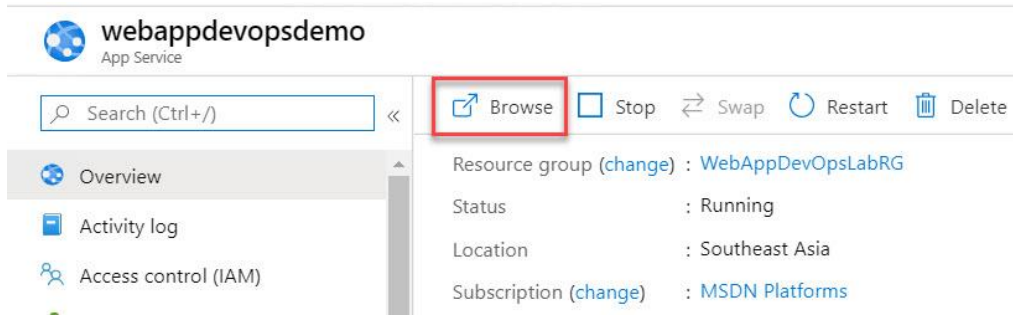 webappdevopsdemo
App Service
Search (Ctrl+/)
«
Browse Stop Swap Restart Delete
Overview
Activity log
Access control (IAM)
Resource group (change) : WebAppDevOpsLabRG
Status : Running
Location : Southeast Asia
Subscription (change) : MSDN Platforms